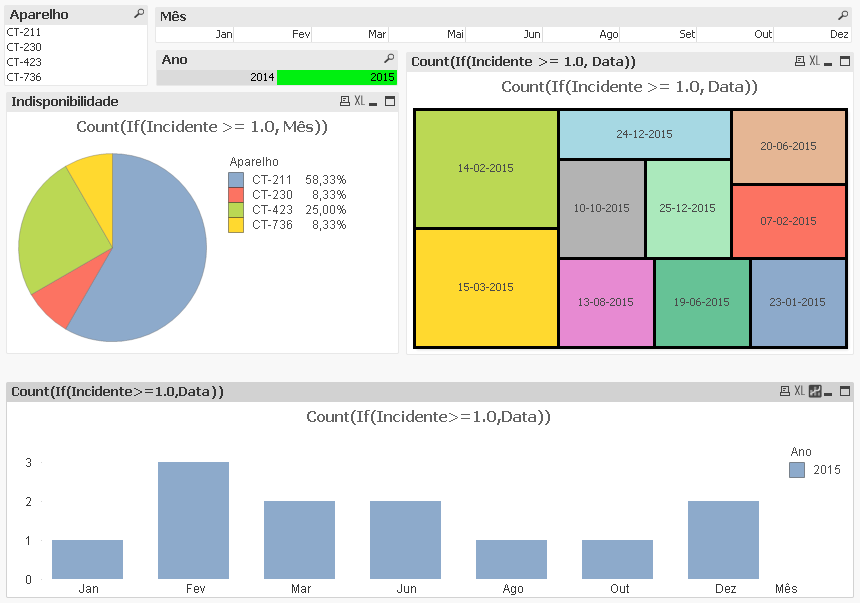 Aparelho
CT-211
CT-230
CT-423
CT-736
Mês
Jan Fev Mar Mai Jun Ago Set Out Dez
Ano
2014 2015
Indisponibilidade XL
Count(If(Incidente >= 1.0, Mês))
Aparelho
CT-211 58,33%
CT-230 8,33%
CT-423 25,00%
CT-736 8,33%
Count(If(Incidente >= 1.0, Data)) XL
Count(If(Incidente >= 1.0, Data))
14-02-2015
24-12-2015
20-06-2015
10-10-2015
25-12-2015
07-02-2015
15-03-2015
13-08-2015
19-06-2015
23-01-2015
Count(If(Incidente>=1.0,Data)) XL
Count(If(Incidente>=1.0,Data))
Ano
2015
3
2
1
0
Jan Fev Mar Jun Ago Out Dez Mês